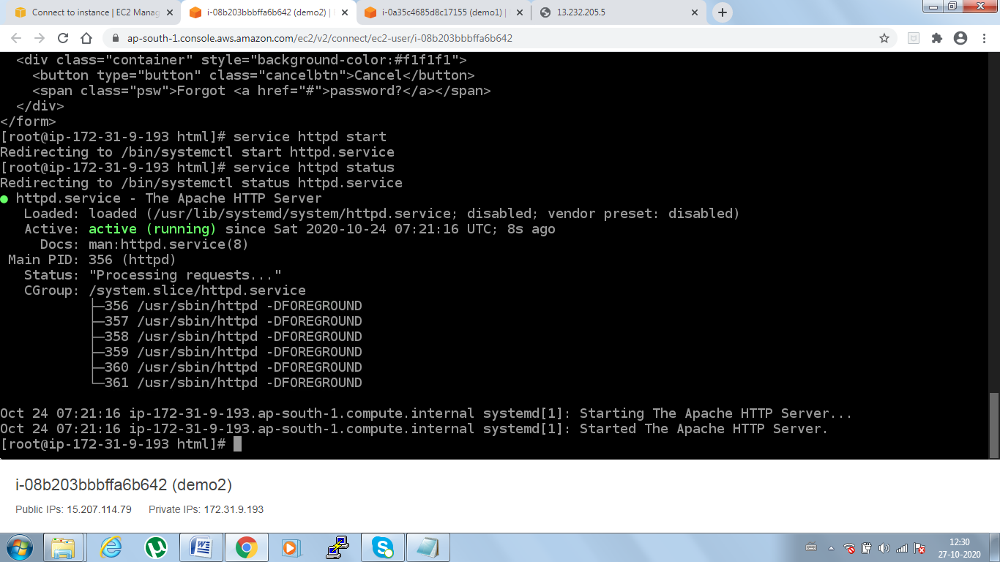 Connect to instance | EC2 Manag
i-08b203bbbffa6b642 (demo2) | E
i-0a35c4685d8c17155 (demo1) | E
13.232.205.5
ap-south-1.console.aws.amazon.com/ec2/v2/connect/ec2-user/i-08b203bbbffa6b642
<div class="container" style="background-color:#f1f1f1">
<button type="button" class="cancelbtn">Cancel</button>
<span class="psw">Forgot <a href="#">password?</a></span>
</div>
</form>
[root@ip-172-31-9-193 html]# service httpd start
Redirecting to /bin/systemctl start httpd.service
[root@ip-172-31-9-193 html]# service httpd status
Redirecting to /bin/systemctl status httpd.service
● httpd.service - The Apache HTTP Server
Loaded: loaded (/usr/lib/systemd/system/httpd.service; disabled; vendor preset: disabled)
Active: active (running) since Sat 2020-10-24 07:21:16 UTC; 8s ago
Docs: man:httpd.service(8)
Main PID: 356 (httpd)
Status: "Processing requests..."
CGroup: /system.slice/httpd.service
├─356 /usr/sbin/httpd -DFOREGROUND
├─357 /usr/sbin/httpd -DFOREGROUND
├─358 /usr/sbin/httpd -DFOREGROUND
├─359 /usr/sbin/httpd -DFOREGROUND
├─360 /usr/sbin/httpd -DFOREGROUND
└─361 /usr/sbin/httpd -DFOREGROUND
Oct 24 07:21:16 ip-172-31-9-193.ap-south-1.compute.internal systemd[1]: Starting The Apache HTTP Server...
Oct 24 07:21:16 ip-172-31-9-193.ap-south-1.compute.internal systemd[1]: Started The Apache HTTP Server.
[root@ip-172-31-9-193 html]#
i-08b203bbbffa6b642 (demo2)
Public IPs: 15.207.114.79 Private IPs: 172.31.9.193
12:30
27-10-2020